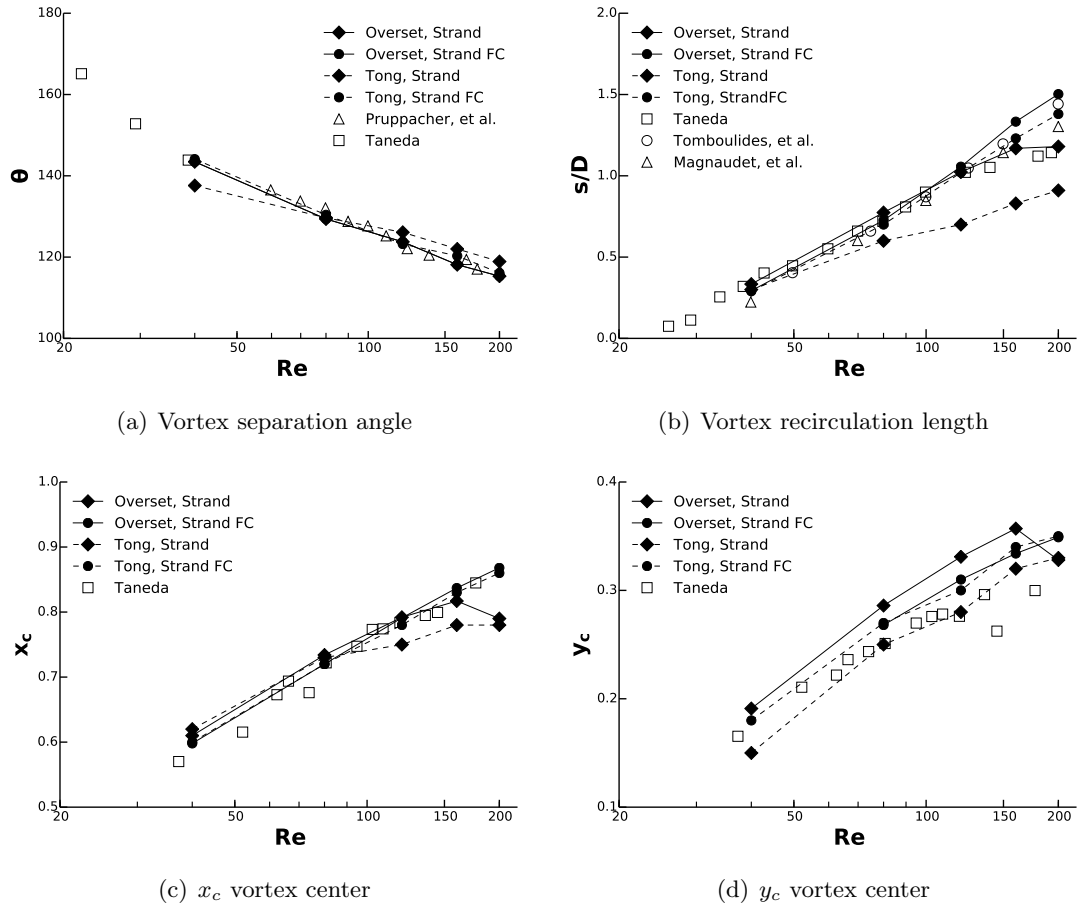 180
160
140
120
100
θ
20
50
100
150
200
Re
Overset, Strand
Overset, Strand FC
Tong, Strand
Tong, Strand FC
Pruppacher, et al.
Taneda
(a) Vortex separation angle
2.0
1.5
1.0
0.5
0.0
s/D
20
50
100
150
200
Re
Overset, Strand
Overset, Strand FC
Tong, Strand
Tong, StrandFC
Taneda
Tomboulides, et al.
Magnaudet, et al.
(b) Vortex recirculation length
1.0
0.9
0.8
0.7
0.6
0.5
x_c
20
50
100
150
200
Re
Overset, Strand
Overset, Strand FC
Tong, Strand
Tong, Strand FC
Taneda
(c) x_c vortex center
0.4
0.3
0.2
0.1
y_c
20
50
100
150
200
Re
Overset, Strand
Overset, Strand FC
Tong, Strand
Tong, Strand FC
Taneda
(d) y_c vortex center